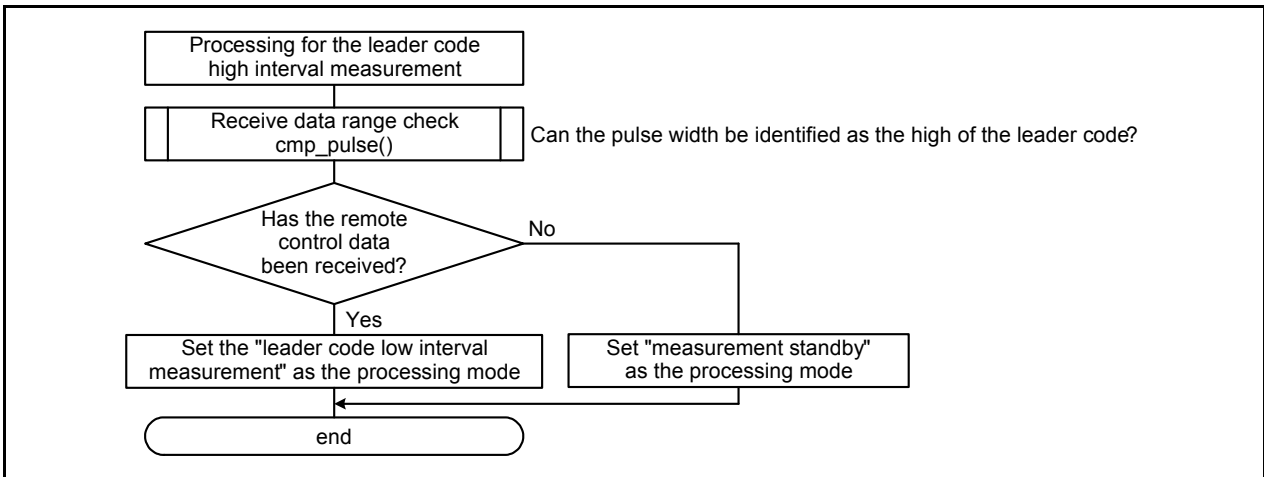 Processing for the leader code
high interval measurement
Receive data range check
cmp_pulse()
Can the pulse width be identified as the high of the leader code?
Has the remote
control data
been received?
No
Yes
Set the "leader code low interval
measurement" as the processing mode
Set "measurement standby"
as the processing mode
end